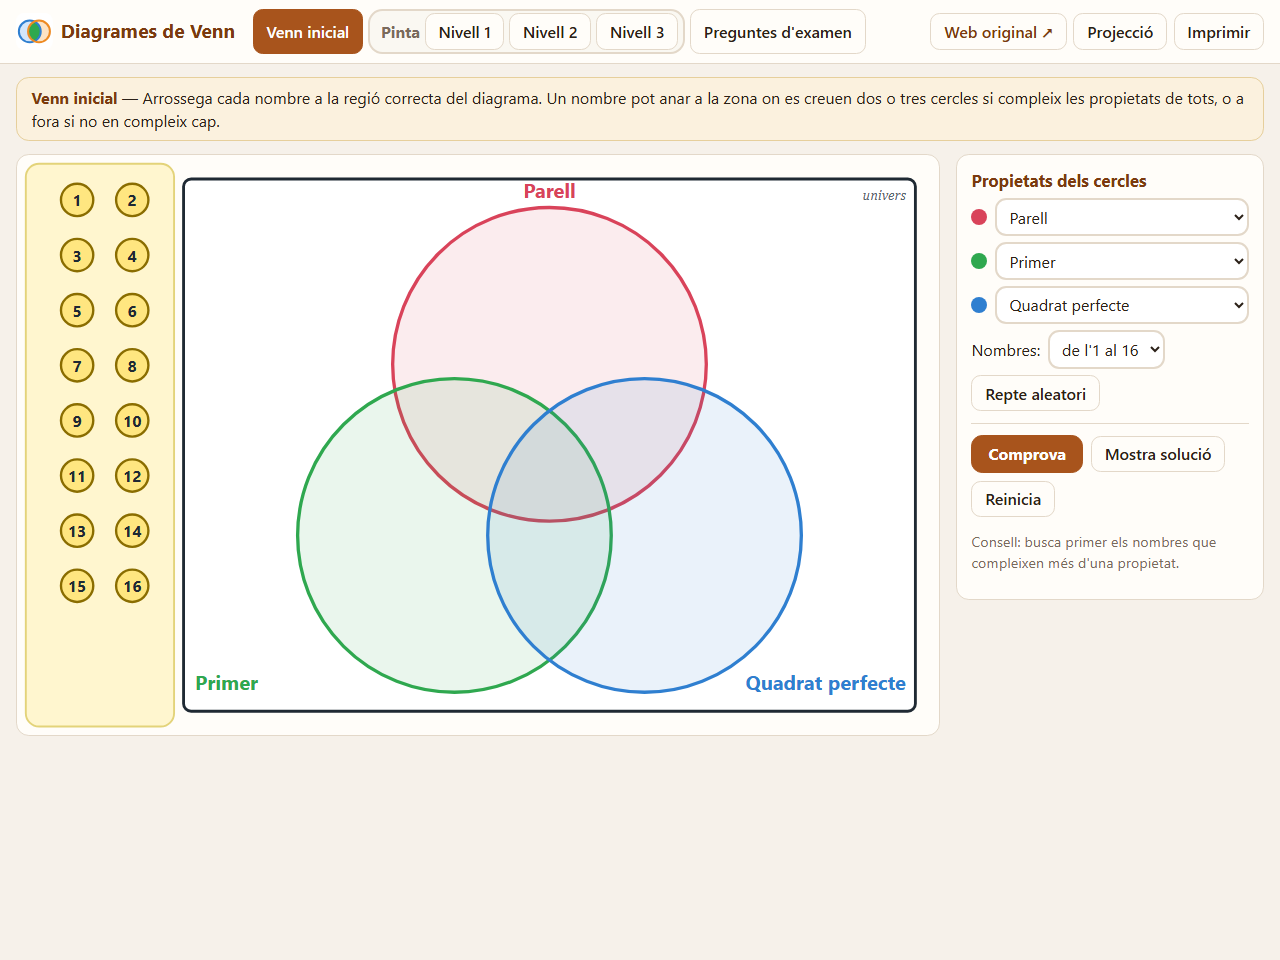 Diagrames de Venn
Venn inicial
Pinta
Nivell 1
Nivell 2
Nivell 3
Preguntes d'examen
Web original ↗
Projecció
Imprimir
Venn inicial — Arrossega cada nombre a la regió correcta del diagrama. Un nombre pot anar a la zona on es creuen dos o tres cercles si compleix les propietats de tots, o a
fora si no en compleix cap.
1 2
3 4
5 6
7 8
9 10
11 12
13 14
15 16
Parell
univers
Primer
Quadrat perfecte
Propietats dels cercles
Parell
Primer
Quadrat perfecte
Nombres: de l'1 al 16
Repte aleatori
Comprova
Mostra solució
Reinicia
Consell: busca primer els nombres que
compleixen més d'una propietat.